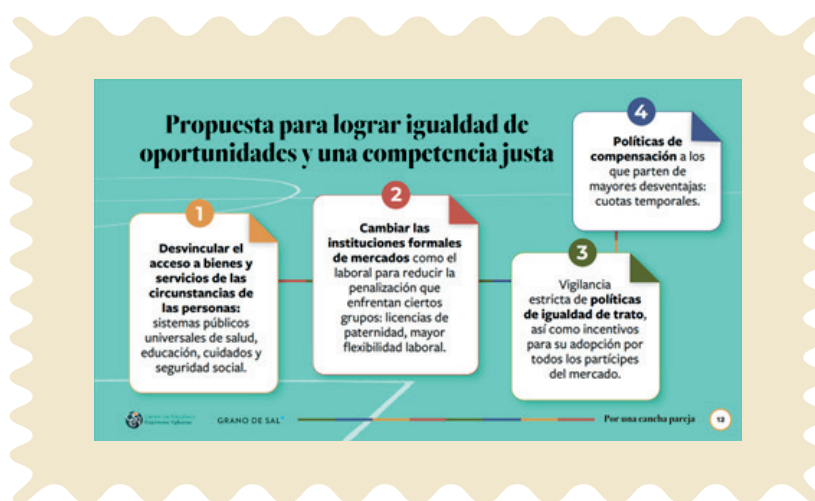 Propuesta para lograr igualdad de
oportunidades y una competencia justa
1
Desvincular el
acceso a bienes y
servicios de las
circunstancias de
las personas:
sistemas públicos
universales de salud,
educación, cuidados y
seguridad social.
2
Cambiar las
instituciones formales
de mercados como el
laboral para reducir la
penalización que
enfrentan ciertos
grupos: licencias de
paternidad, mayor
flexibilidad laboral.
3
Vigilancia
estricta de políticas
de igualdad de trato,
así como incentivos
para su adopción por
todos los partícipes
del mercado.
4
Políticas de
compensación a los
que parten de
mayores desventajas:
cuotas temporales.
Espinosa Yglesias
GRANO DE SAL
Por una cancha pareja
12